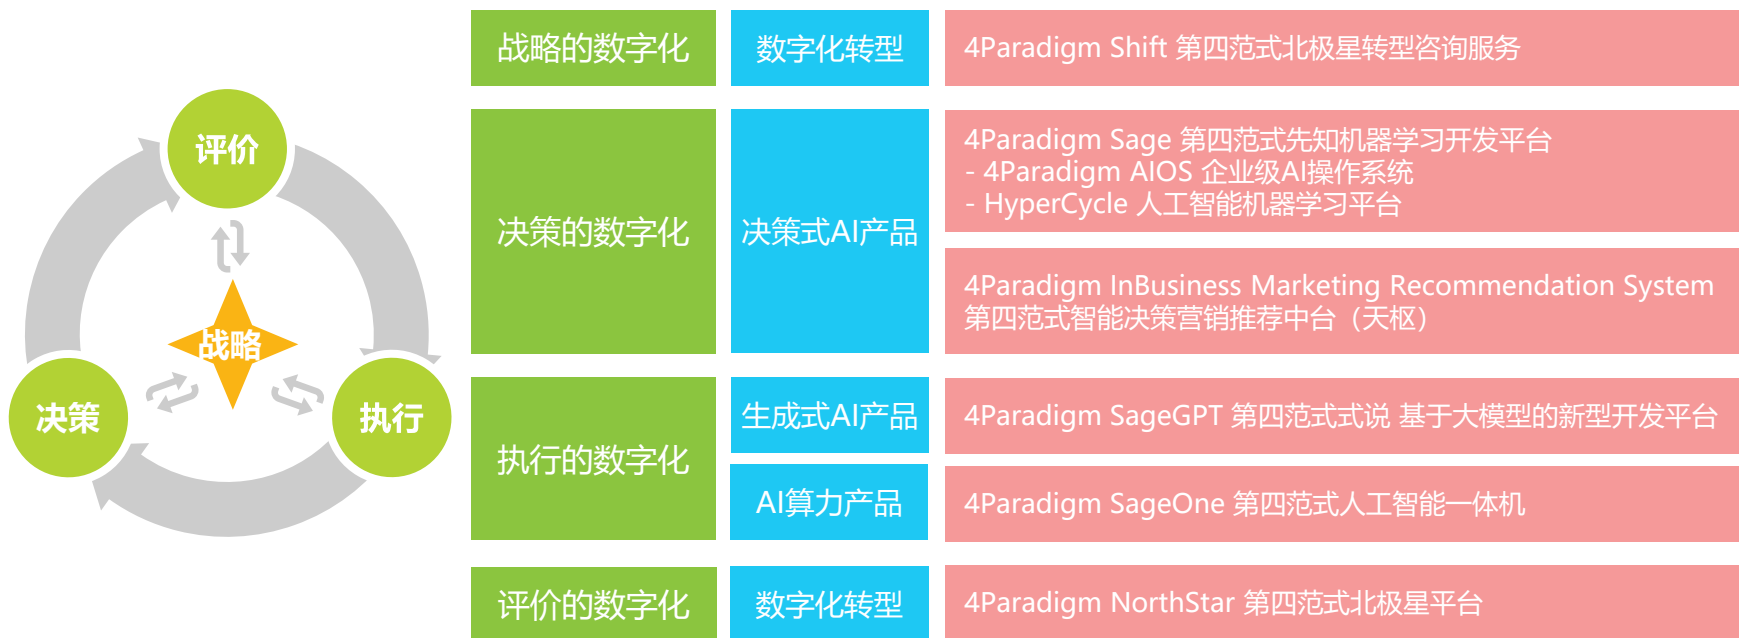 评价
战略
决策
执行
战略的数字化
数字化转型
4Paradigm Shift 第四范式北极星转型咨询服务
决策的数字化
决策式AI产品
4Paradigm Sage 第四范式先知机器学习开发平台
- 4Paradigm AIOS 企业级AI操作系统
- HyperCycle 人工智能机器学习平台
4Paradigm InBusiness Marketing Recommendation System
第四范式智能决策营销推荐中台（天枢）
执行的数字化
生成式AI产品
4Paradigm SageGPT 第四范式式说 基于大模型的新型开发平台
AI算力产品
4Paradigm SageOne 第四范式人工智能一体机
评价的数字化
数字化转型
4Paradigm NorthStar 第四范式北极星平台